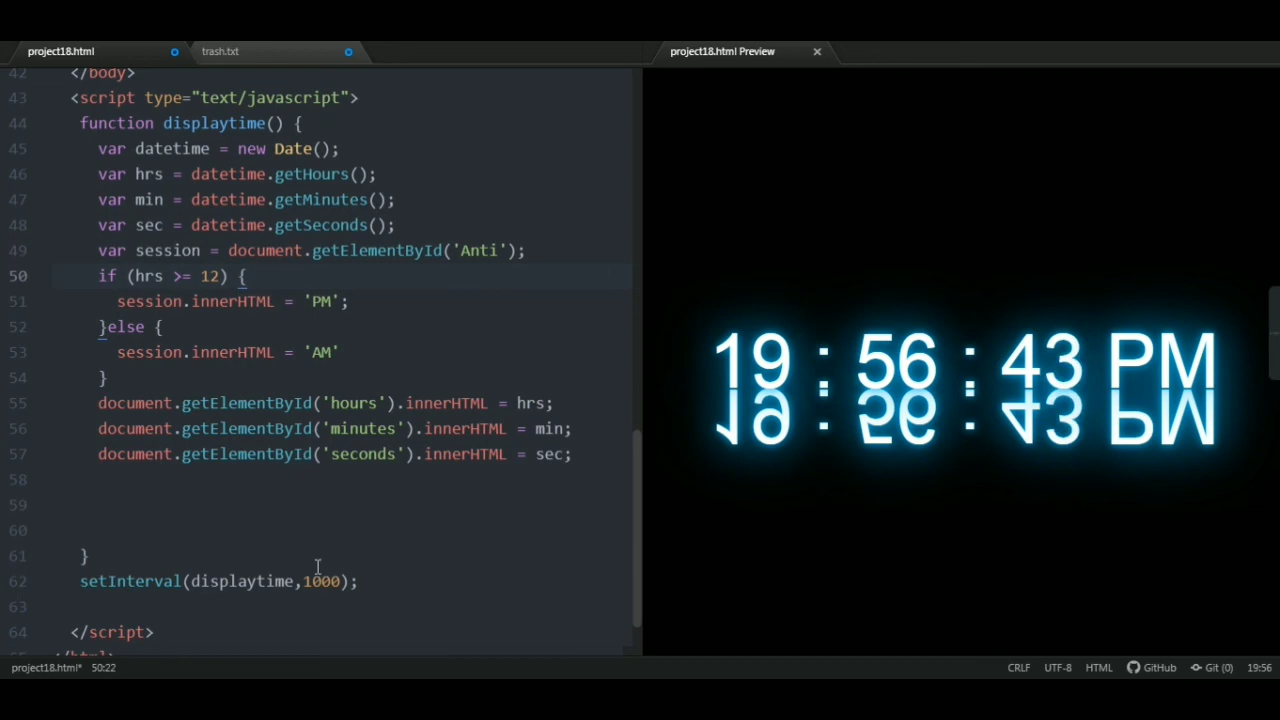 project18.html
trash.txt
project18.html Preview
42 </body>
43 <script type="text/javascript">
44 function displaytime() {
45 var datetime = new Date();
46 var hrs = datetime.getHours();
47 var min = datetime.getMinutes();
48 var sec = datetime.getSeconds();
49 var session = document.getElementById('Anti');
50 if (hrs >= 12) {
51 session.innerHTML = 'PM';
52 }else {
53 session.innerHTML = 'AM'
54 }
55 document.getElementById('hours').innerHTML = hrs;
56 document.getElementById('minutes').innerHTML = min;
57 document.getElementById('seconds').innerHTML = sec;
58
59
60
61 }
62 setInterval(displaytime,1000);
63
64 </script>
65 </html>
19 : 56 : 43 PM
project18.html* 50:22
CRLF UTF-8 HTML GitHub Git (0) 19:56